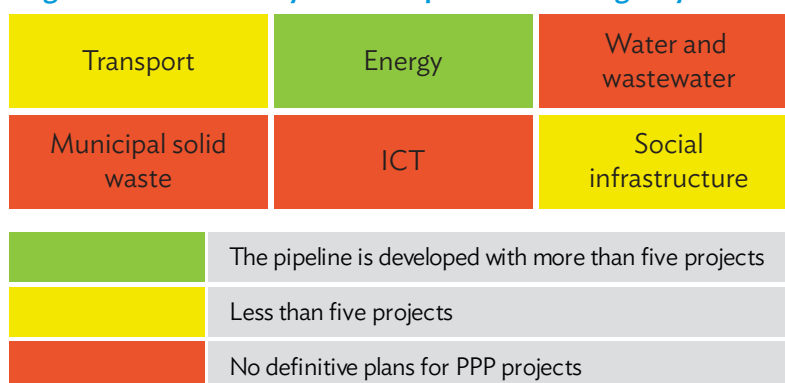 Transport
Energy
Water and
wastewater
Municipal solid
waste
ICT
Social
infrastructure
The pipeline is developed with more than five projects
Less than five projects
No definitive plans for PPP projects